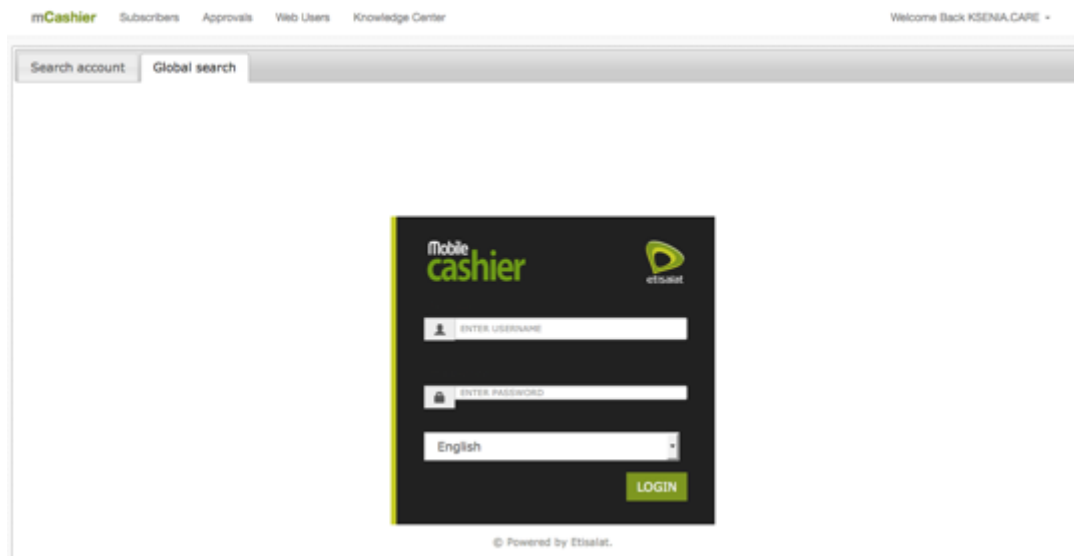 mCashier Subscribers Approvals Web Users Knowledge Center Welcome Back KSENIA.CARE
Search account Global search
Mobile
cashier
etisalat
ENTER USERNAME
ENTER PASSWORD
English
LOGIN
© Powered by Etisalat.